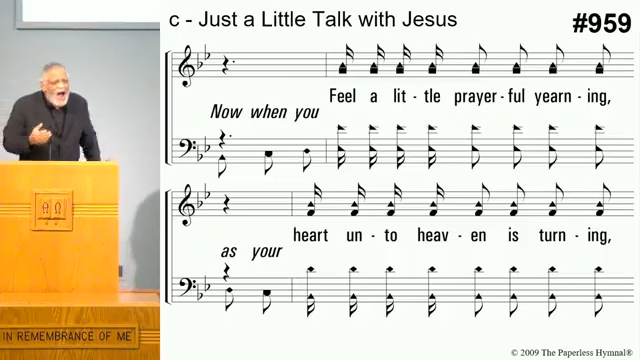 c - Just a Little Talk with Jesus
#959
Feel a lit - tle prayer - ful yearn - ing,
Now when you
heart un - to heav - en is turn - ing,
as your
IN REMEMBRANCE OF ME
© 2009 The Paperless Hymnal®